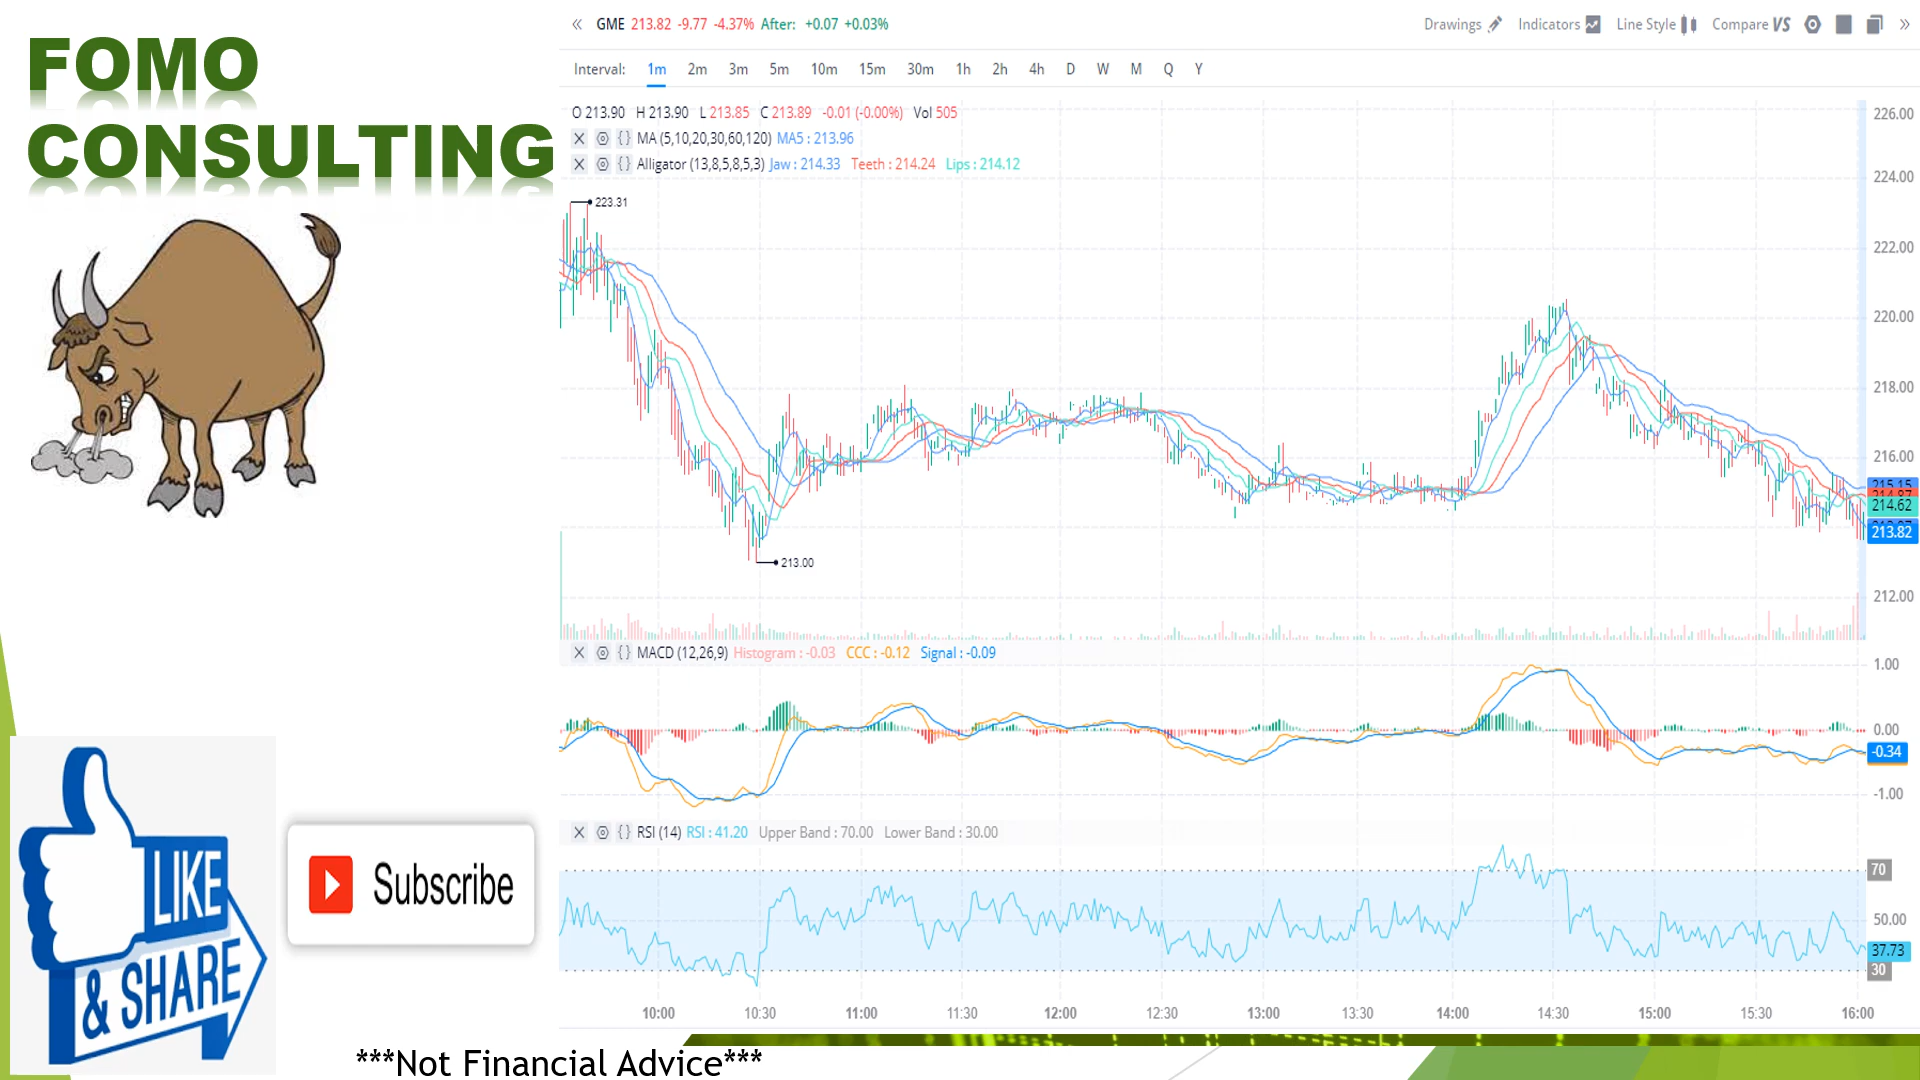 FOMO
CONSULTING
GME 213.82 -9.77 -4.37% After: +0.07 +0.03%
Drawings Indicators Line Style Compare VS
Interval: 1m 2m 3m 5m 10m 15m 30m 1h 2h 4h D W M Q Y
O 213.90 H 213.90 L 213.85 C 213.89 -0.01 (-0.00%) Vol 505
MA (5,10,20,30,60,120) MA5 : 213.96
Alligator (13,8,5,8,5,3) Jaw : 214.33 Teeth : 214.24 Lips : 214.12
223.31
213.00
226.00
224.00
222.00
220.00
218.00
216.00
215.15
214.87
214.62
213.82
212.00
MACD (12,26,9) Histogram : -0.03 CCC : -0.12 Signal : -0.09
1.00
0.00
-0.34
-1.00
RSI (14) RSI : 41.20 Upper Band : 70.00 Lower Band : 30.00
70
50.00
37.73
30
10:00 10:30 11:00 11:30 12:00 12:30 13:00 13:30 14:00 14:30 15:00 15:30 16:00
LIKE
& SHARE
Subscribe
***Not Financial Advice***